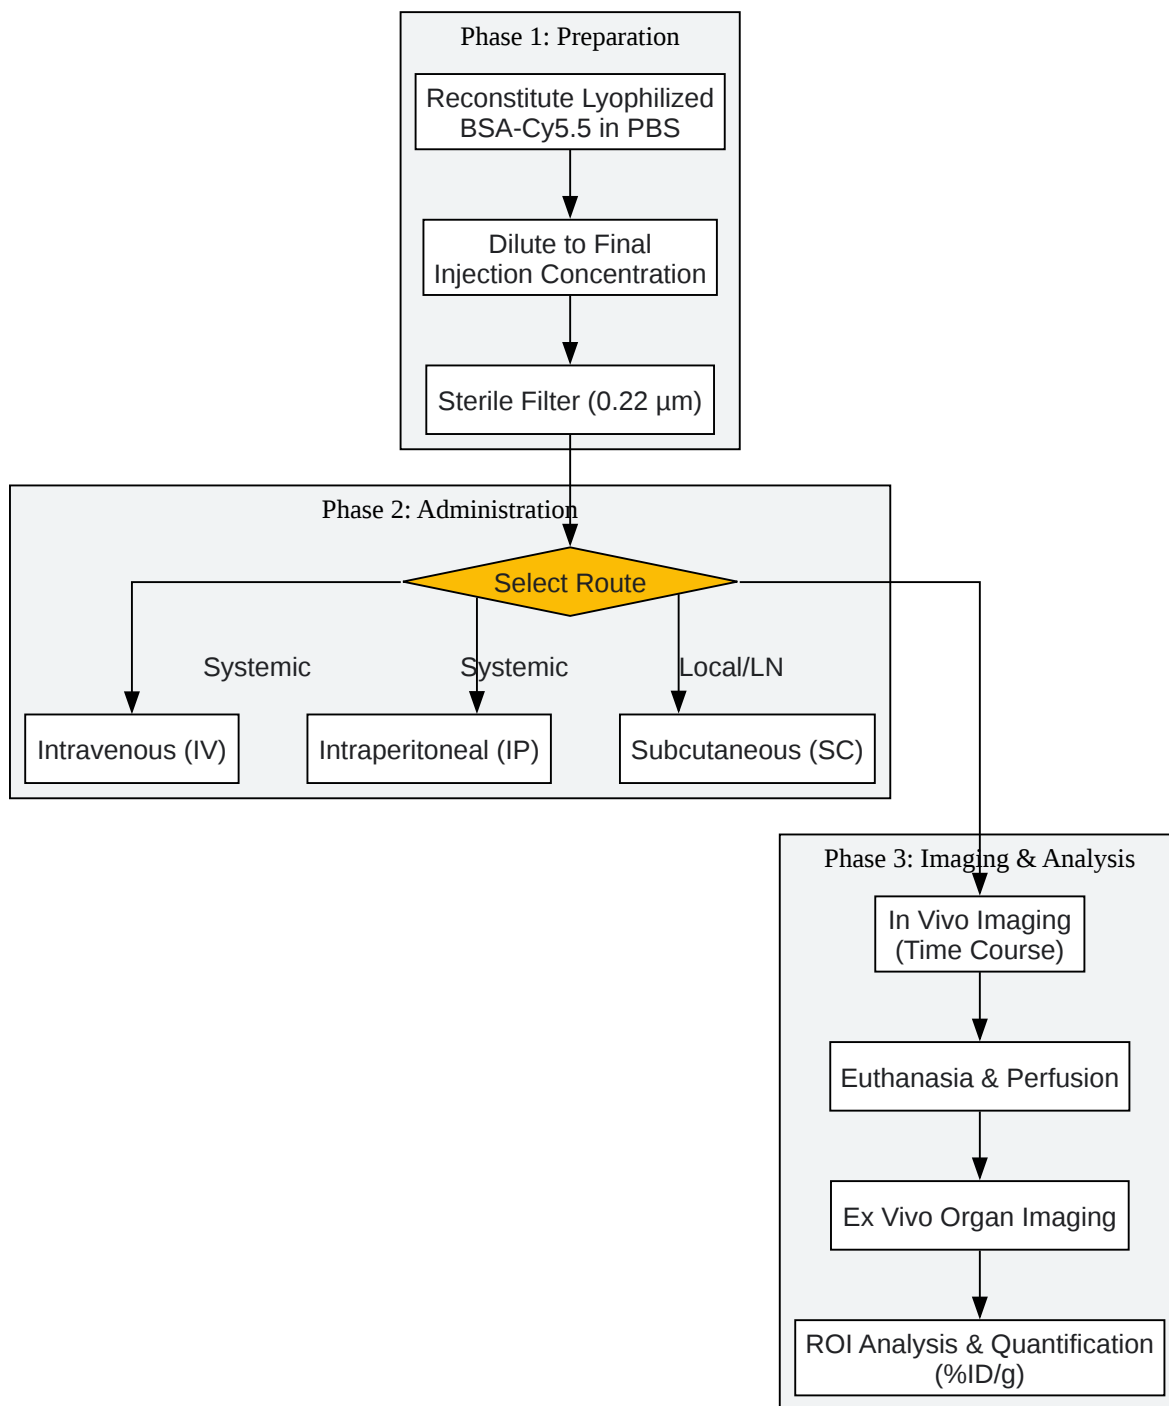 Phase 1: Preparation
Reconstitute Lyophilized
BSA-Cy5.5 in PBS
Dilute to Final
Injection Concentration
Sterile Filter (0.22 µm)
Phase 2: Administration
Select Route
Systemic
Systemic
Local/LN
Intravenous (IV)
Intraperitoneal (IP)
Subcutaneous (SC)
Phase 3: Imaging & Analysis
In Vivo Imaging
(Time Course)
Euthanasia & Perfusion
Ex Vivo Organ Imaging
ROI Analysis & Quantification
(%ID/g)